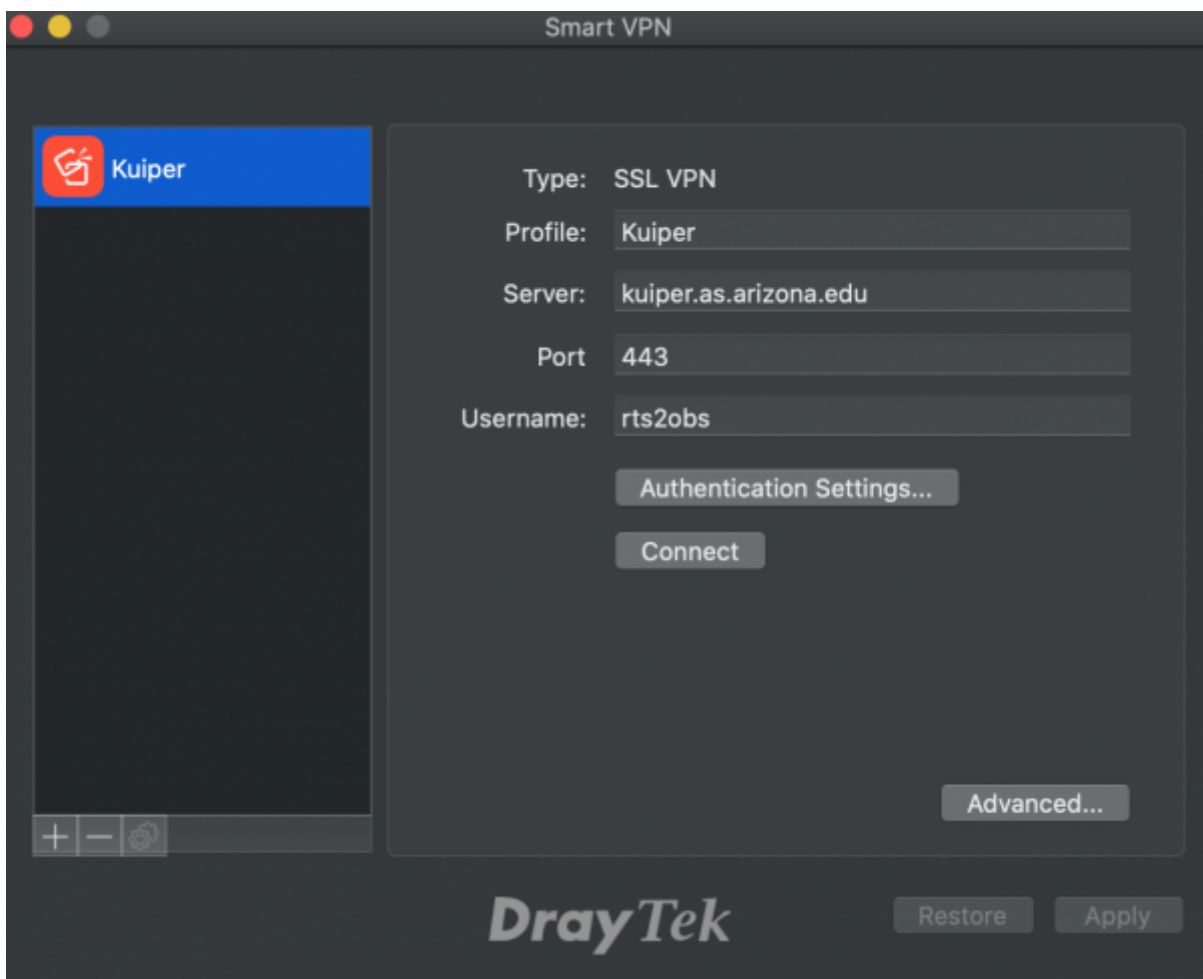 Smart VPN
Kuiper
Type: SSL VPN
Profile: Kuiper
Server: kuiper.as.arizona.edu
Port 443
Username: rts2obs
Authentication Settings...
Connect
Advanced...
DrayTek
Restore Apply